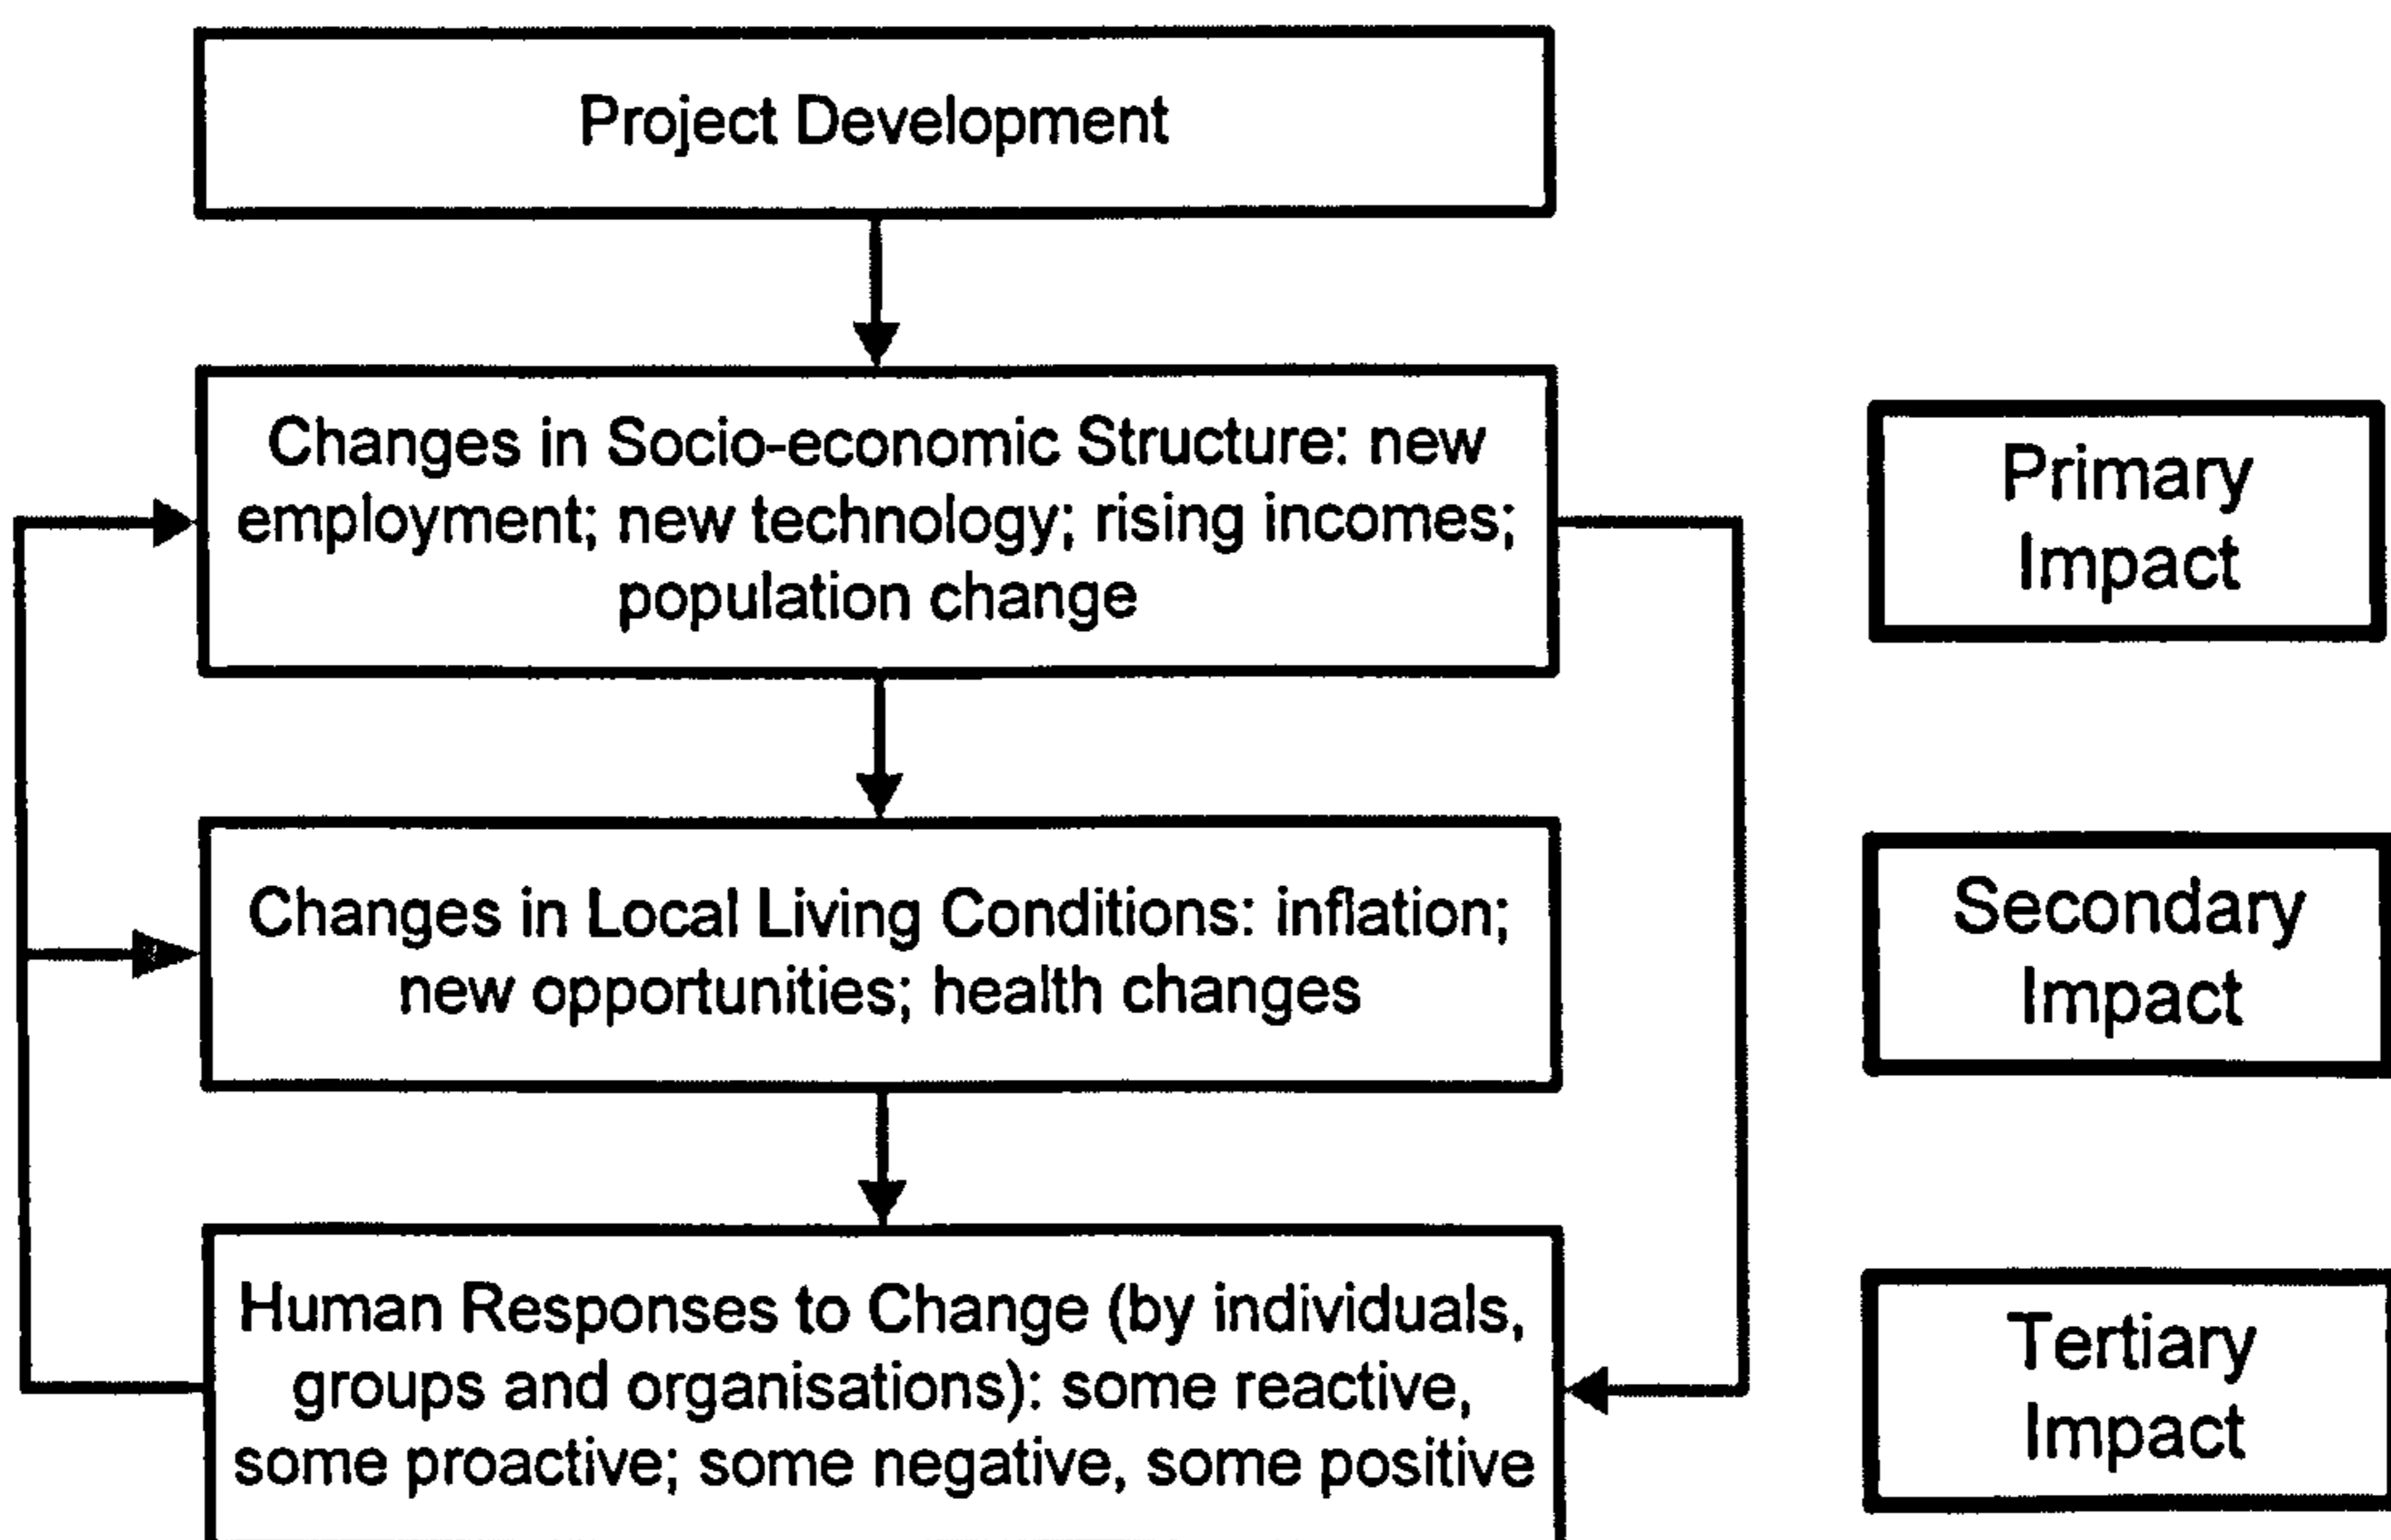 Project Development
Changes in Socio-economic Structure: new
employment; new technology; rising incomes;
population change
Primary
Impact
Changes in Local Living Conditions: inflation;
new opportunities; health changes
Secondary
Impact
Human Responses to Change (by individuals,
groups and organisations): some reactive,
some proactive; some negative, some positive
Tertiary
Impact